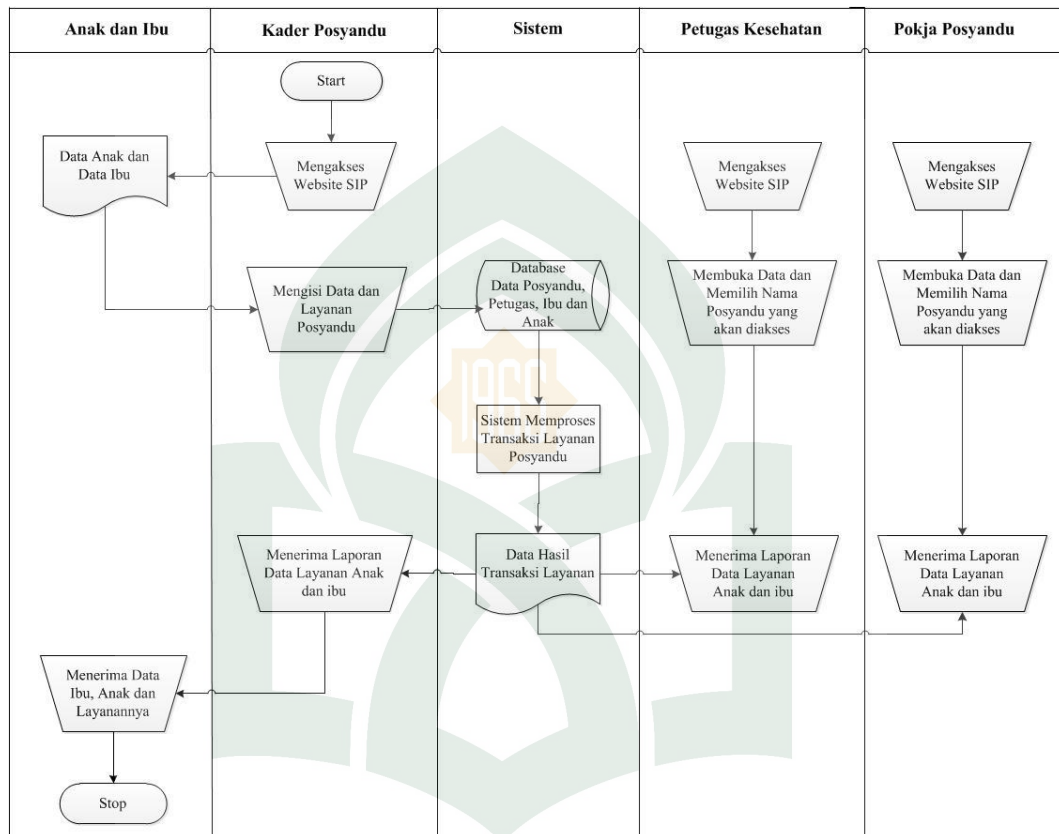 Anak dan Ibu
Kader Posyandu
Sistem
Petugas Kesehatan
Pokja Posyandu
Start
Data Anak dan
Data Ibu
Mengakses
Website SIP
Mengakses
Website SIP
Mengakses
Website SIP
Mengisi Data dan
Layanan
Posyandu
Database
Data Posyandu,
Petugas, Ibu dan
Anak
Membuka Data dan
Memilih Nama
Posyandu yang
akan diakses
Membuka Data dan
Memilih Nama
Posyandu yang
akan diakses
1965
Sistem Memproses
Transaksi Layanan
Posyandu
Menerima Laporan
Data Layanan Anak
dan ibu
Data Hasil
Transaksi Layanan
Menerima Laporan
Data Layanan
Anak dan ibu
Menerima Laporan
Data Layanan
Anak dan ibu
Menerima Data
Ibu, Anak dan
Layanannya
Stop